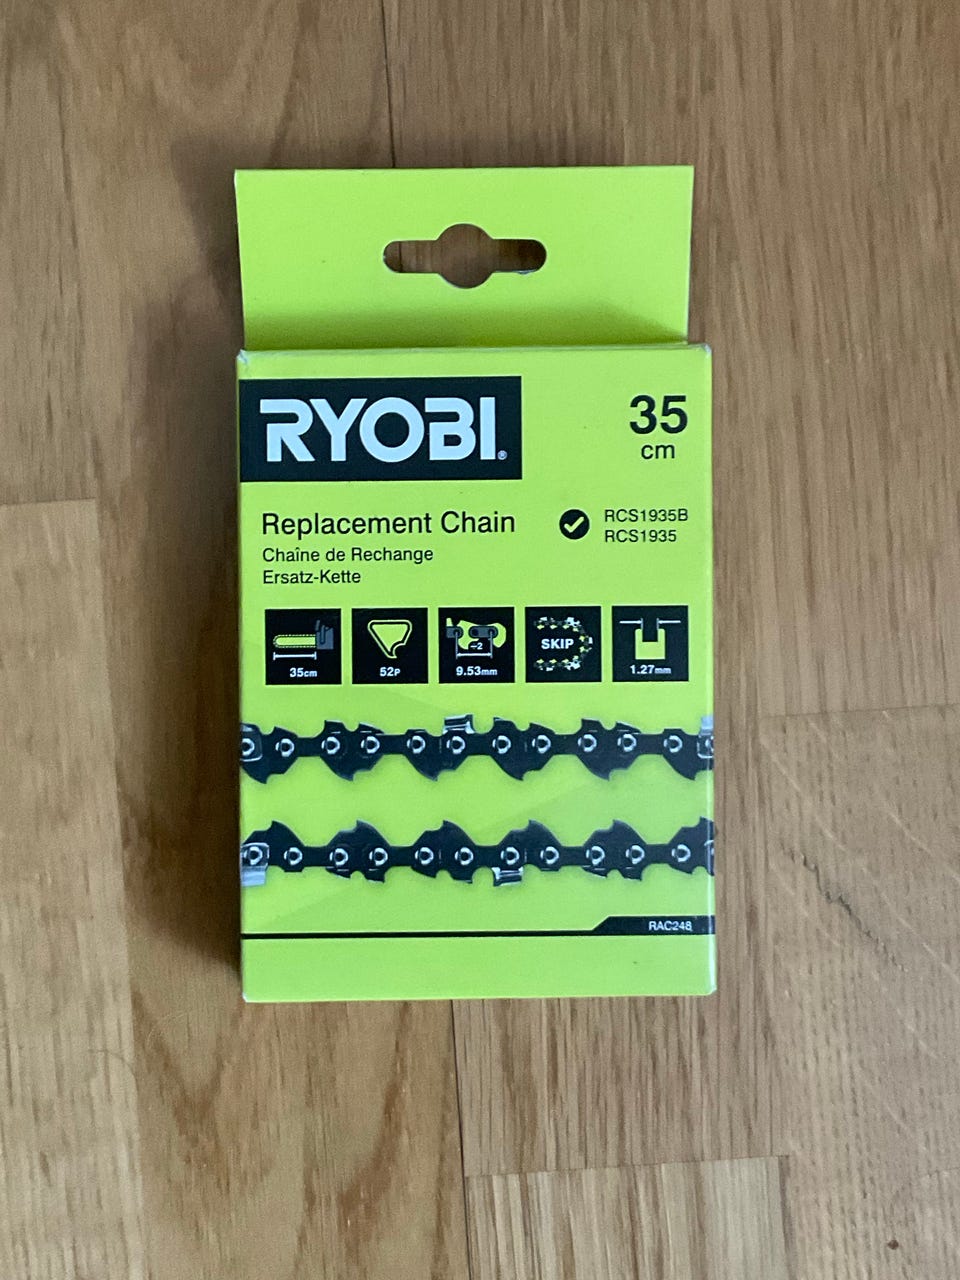 RYOBI®
35
cm
Replacement Chain
Chaîne de Rechange
Ersatz-Kette
RCS1935B
RCS1935
35cm
52P
÷2
9.53mm
SKIP
1.27mm
RAC248